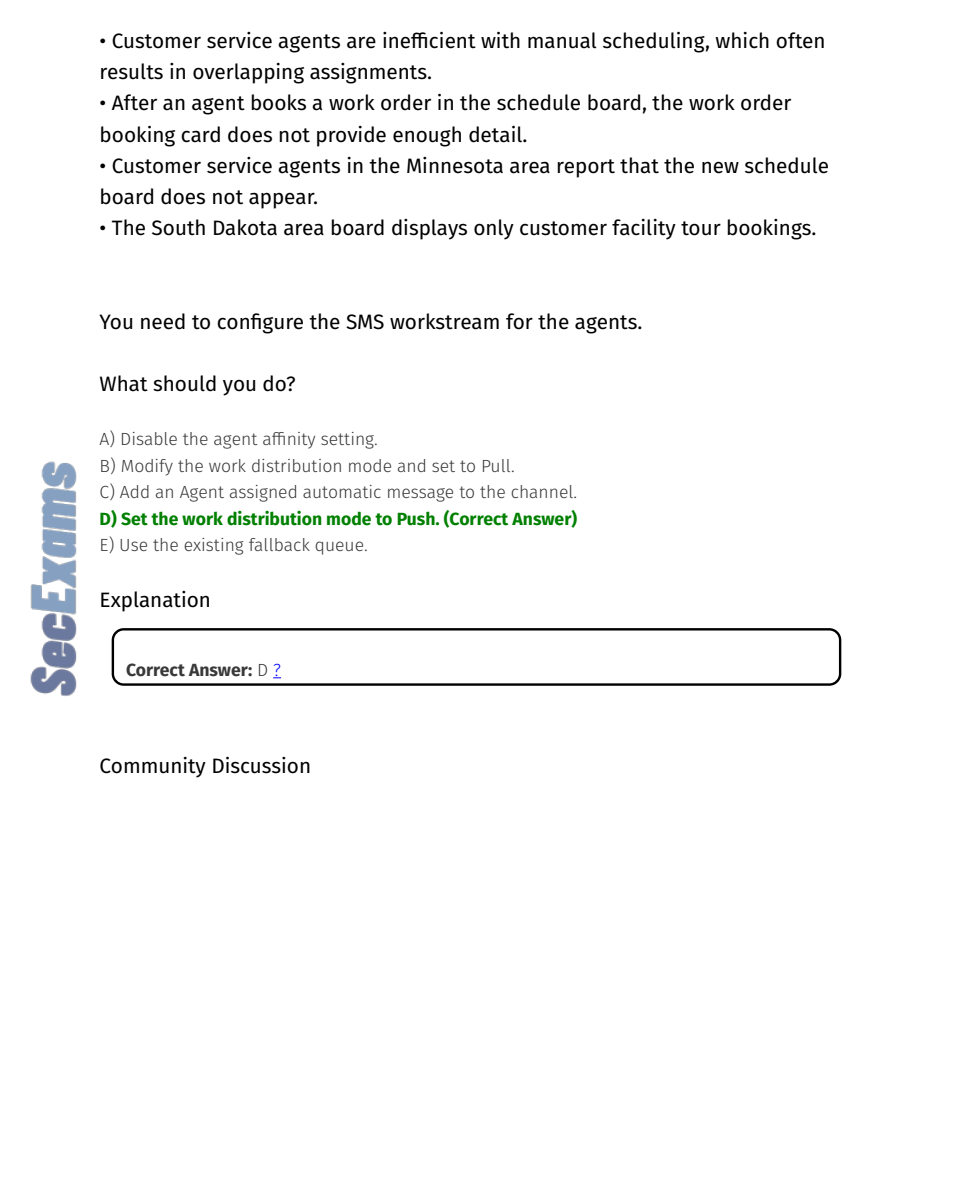 • Customer service agents are inefficient with manual scheduling, which often
results in overlapping assignments.
• After an agent books a work order in the schedule board, the work order
booking card does not provide enough detail.
• Customer service agents in the Minnesota area report that the new schedule
board does not appear.
• The South Dakota area board displays only customer facility tour bookings.
You need to configure the SMS workstream for the agents.
What should you do?
A) Disable the agent affinity setting.
B) Modify the work distribution mode and set to Pull.
C) Add an Agent assigned automatic message to the channel.
D) Set the work distribution mode to Push. (Correct Answer)
E) Use the existing fallback queue.
SecExams
Explanation
Correct Answer: D ?
Community Discussion